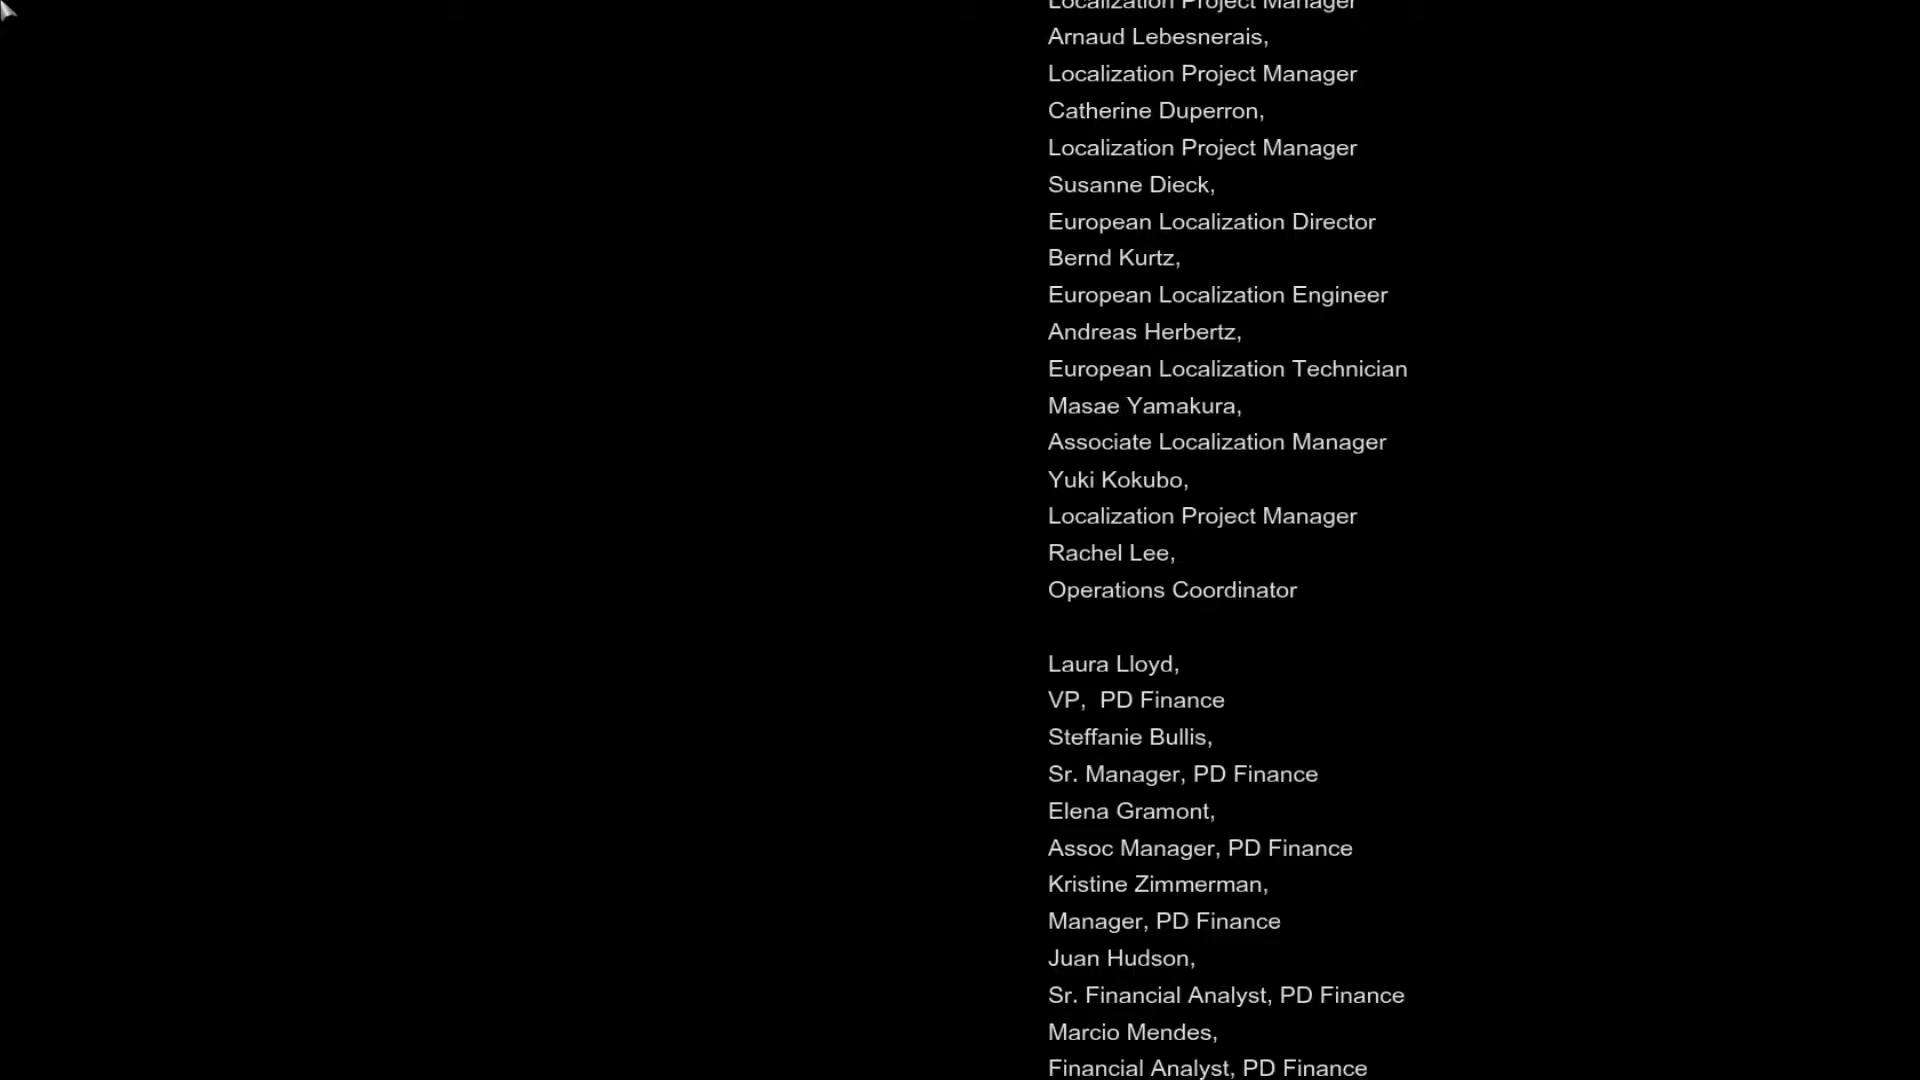 Localization Project Manager
Arnaud Lebesnerais,
Localization Project Manager
Catherine Duperron,
Localization Project Manager
Susanne Dieck,
European Localization Director
Bernd Kurtz,
European Localization Engineer
Andreas Herbertz,
European Localization Technician
Masae Yamakura,
Associate Localization Manager
Yuki Kokubo,
Localization Project Manager
Rachel Lee,
Operations Coordinator
Laura Lloyd,
VP,  PD Finance
Steffanie Bullis,
Sr. Manager, PD Finance
Elena Gramont,
Assoc Manager, PD Finance
Kristine Zimmerman,
Manager, PD Finance
Juan Hudson,
Sr. Financial Analyst, PD Finance
Marcio Mendes,
Financial Analyst, PD Finance